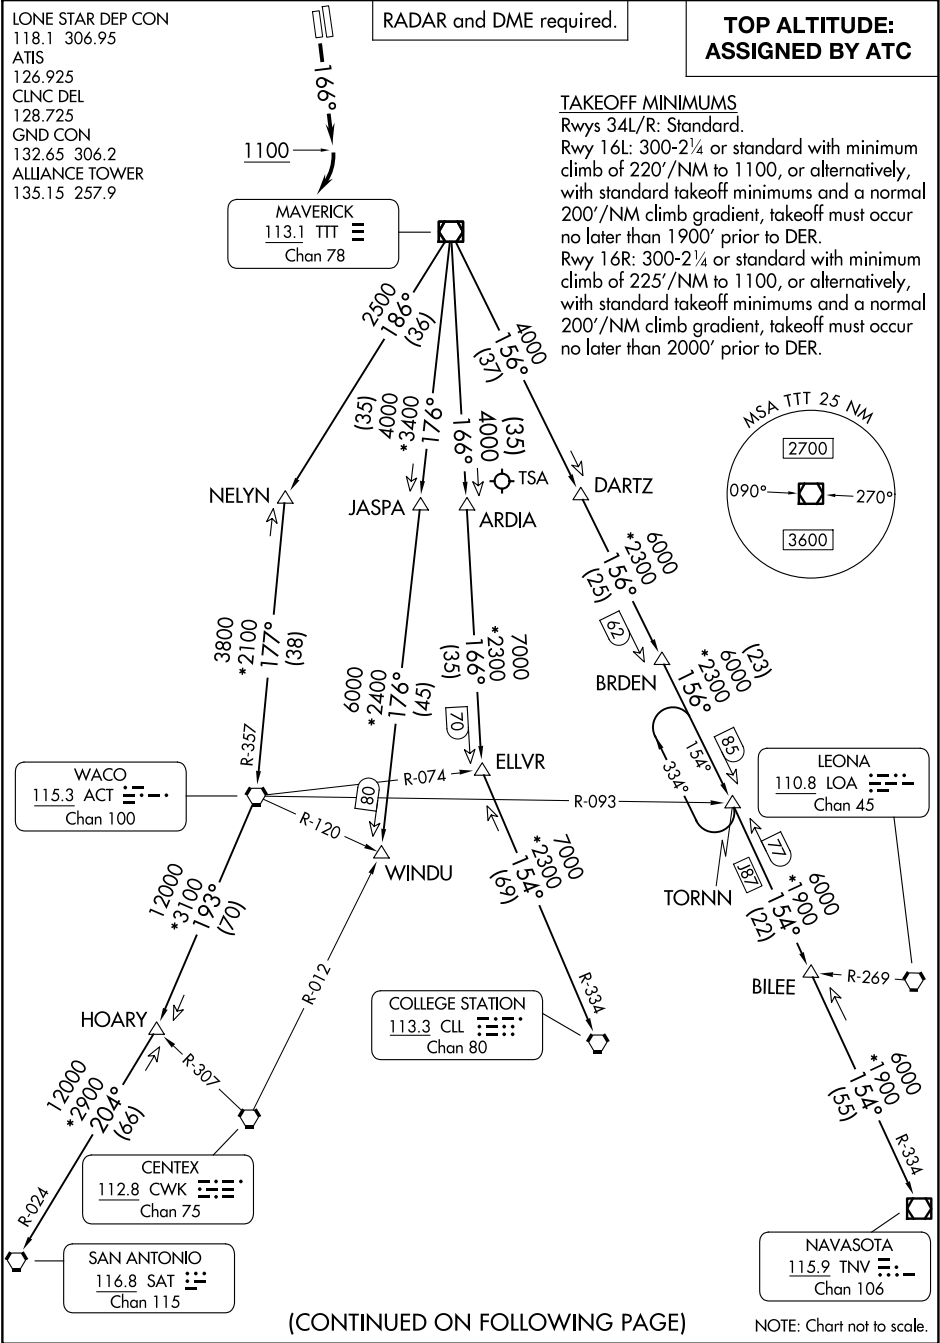 LONE STAR DEP CON
118.1 306.95
ATIS
126.925
CLNC DEL
128.725
GND CON
132.65 306.2
ALLIANCE TOWER
135.15 257.9
RADAR and DME required.
TOP ALTITUDE:
ASSIGNED BY ATC
166°
1100
TAKEOFF MINIMUMS
Rwys 34L/R: Standard.
Rwy 16L: 300-2¼ or standard with minimum
climb of 220'/NM to 1100, or alternatively,
with standard takeoff minimums and a normal
200'/NM climb gradient, takeoff must occur
no later than 1900' prior to DER.
Rwy 16R: 300-2¼ or standard with minimum
climb of 225'/NM to 1100, or alternatively,
with standard takeoff minimums and a normal
200'/NM climb gradient, takeoff must occur
no later than 2000' prior to DER.
MAVERICK
113.1 TTT
Chan 78
2500
186°
(36)
(35)
4000
*3400
176°
(35)
4000
166°
4000
156°
(37)
MSA TTT 25 NM
2700
090°
270°
3600
NELYN
JASPA
ARDIA
TSA
DARTZ
6000
*2300
156°
(25)
62
BRDEN
3800
*2100
177°
(38)
R-357
6000
*2400
176°
(45)
80
7000
*2300
166°
(35)
70
ELLVR
(23)
6000
*2300
156°
85
154°
334°
WACO
115.3 ACT
Chan 100
R-074
R-093
R-120
WINDU
LEONA
110.8 LOA
Chan 45
TORNN
77
J87
6000
*1900
154°
(22)
12000
*3100
193°
(70)
7000
*2300
154°
(69)
R-334
BILEE
R-269
R-012
HOARY
R-307
COLLEGE STATION
113.3 CLL
Chan 80
6000
*1900
154°
(55)
R-334
12000
*2900
204°
(66)
R-024
CENTEX
112.8 CWK
Chan 75
SAN ANTONIO
116.8 SAT
Chan 115
NAVASOTA
115.9 TNV
Chan 106
(CONTINUED ON FOLLOWING PAGE)
NOTE: Chart not to scale.